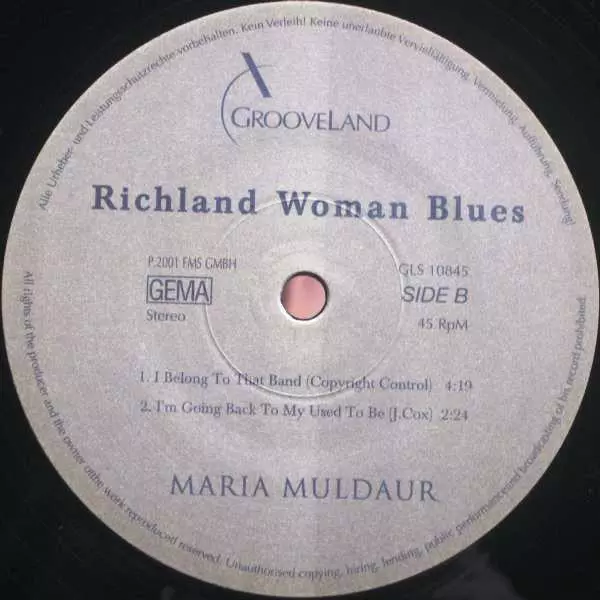 Alle Urheber- und Leistungsschutzrechte vorbehalten. Kein Verleih! Keine unerlaubte Vervielfältigung, Vermietung, Aufführung, Sendung!
GROOVELAND
Richland Woman Blues
P.2001 FMS GMBH
GEMA
Stereo
GLS 10845
SIDE B
45 RpM
1. I Belong To That Band (Copyright Control) 4:19
2. I'm Going Back To My Used To Be (J.Cox) 2:24
MARIA MULDAUR
All rights of the producer and the owner ofthe work reproduced reserved. Unauthorised copying, hiring, lending, public performance and broadcasting of his record prohibited.